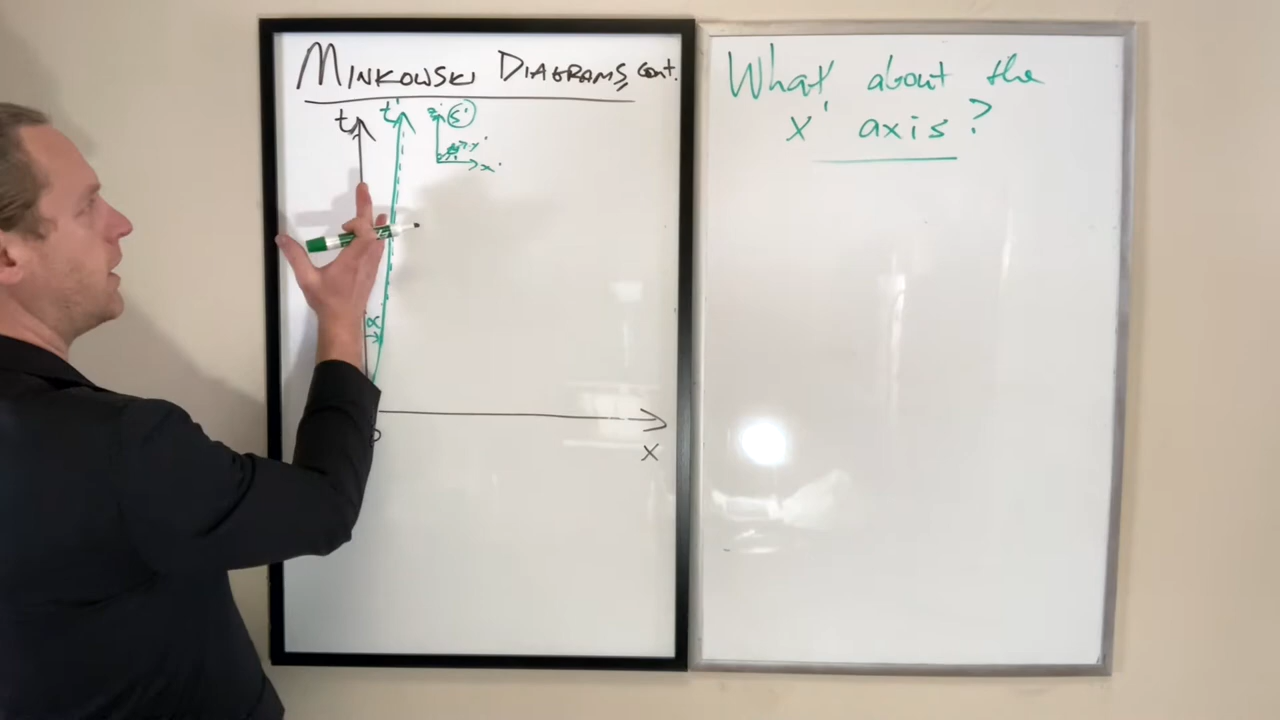 MINKOWSKI DIAGRAMS, cont.
t t' z' S'
y'
x'
α
x
What about the
x' axis?